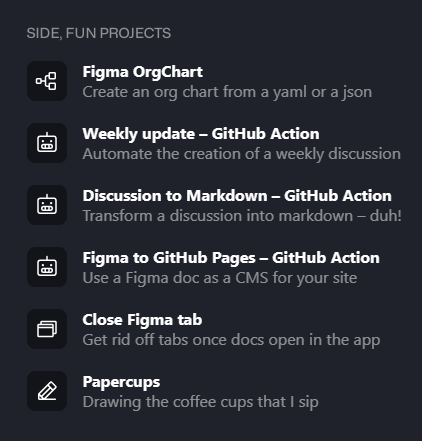 SIDE, FUN PROJECTS
Figma OrgChart
Create an org chart from a yaml or a json
Weekly update – GitHub Action
Automate the creation of a weekly discussion
Discussion to Markdown – GitHub Action
Transform a discussion into markdown – duh!
Figma to GitHub Pages – GitHub Action
Use a Figma doc as a CMS for your site
Close Figma tab
Get rid off tabs once docs open in the app
Papercups
Drawing the coffee cups that I sip